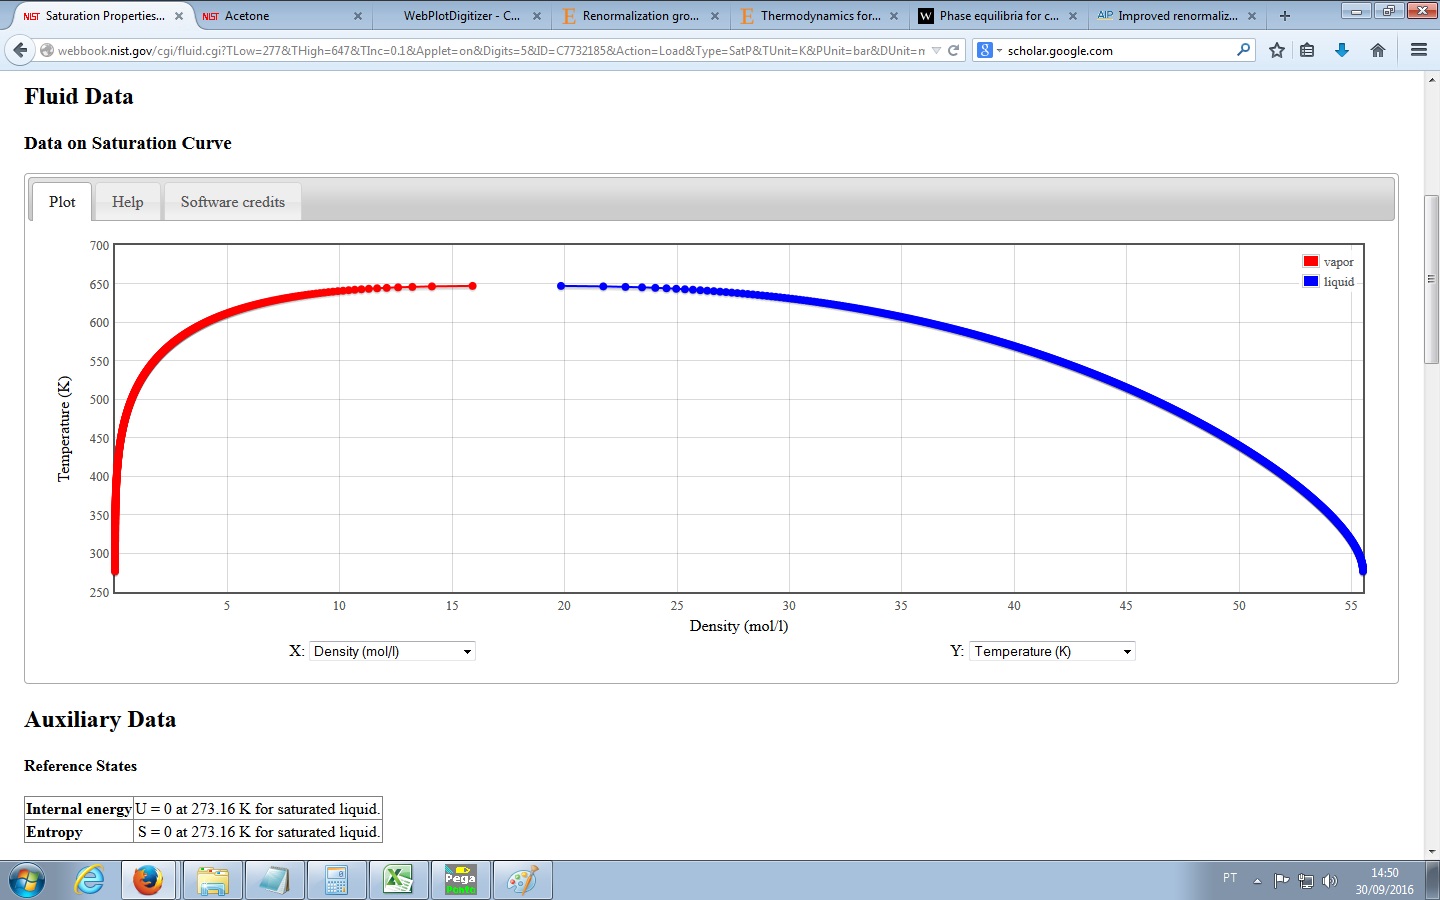 NIST Saturation Properties... × NIST Acetone × WebPlotDigitizer - C... × E Renormalization gro... × E Thermodynamics for... × W Phase equilibria for c... × AIP Improved renormaliz... × +
webbook.nist.gov/cgi/fluid.cgi?TLow=277&THigh=647&TInc=0.1&Applet=on&Digits=5&ID=C7732185&Action=Load&Type=SatP&TUnit=K&PUnit=bar&DUnit=m 8 scholar.google.com
Fluid Data
Data on Saturation Curve
Plot Help Software credits
700
650
600
550
500
450
400
350
300
250
Temperature (K)
vapor
liquid
5 10 15 20 25 30 35 40 45 50 55
Density (mol/l)
X: Density (mol/l) Y: Temperature (K)
Auxiliary Data
Reference States
Internal energy U = 0 at 273.16 K for saturated liquid.
Entropy S = 0 at 273.16 K for saturated liquid.
Pega
Ponto
PT
14:50
30/09/2016